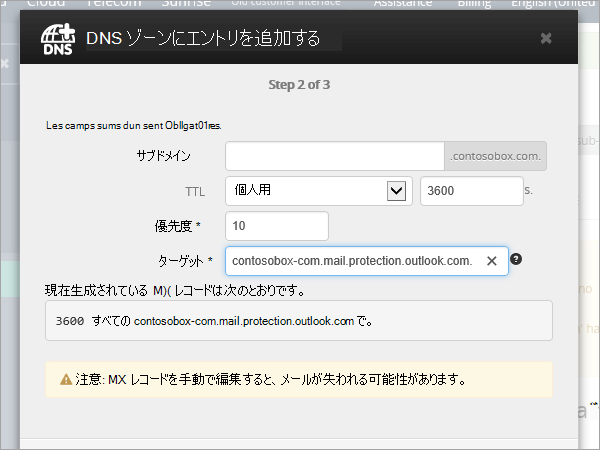 Cloud Telecom Sunrise Old customer interface Assistance Billing English (United
DNS ゾーンにエントリを追加する
DNS
Step 2 of 3
Les camps sums dun sent Obllgat01res.
サブドメイン .contosobox.com.
TTL 個人用 3600 s.
優先度 * 10
ターゲット * contosobox-com.mail.protection.outlook.com.
現在生成されている M)( レコードは次のとおりです。
3600 すべての contosobox-com.mail.protection.outlook.com で。
注意: MX レコードを手動で編集すると、メールが失われる可能性があります。